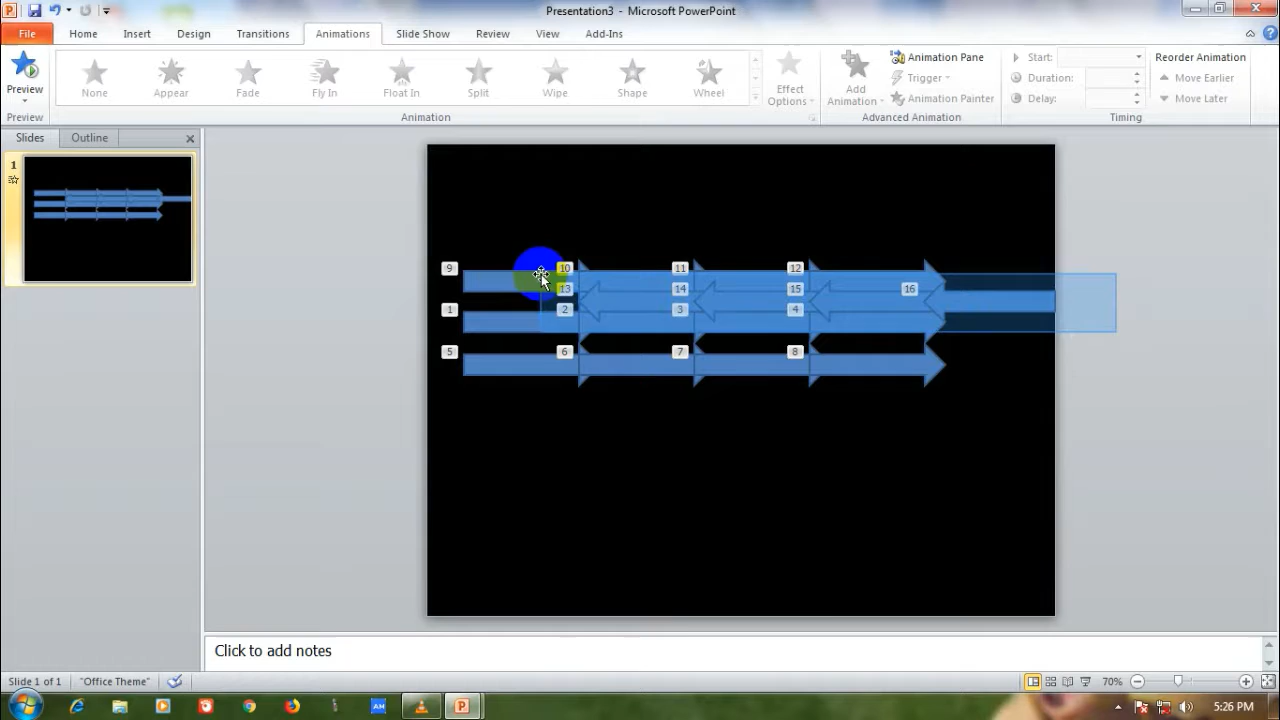 Presentation3 - Microsoft PowerPoint
File Home Insert Design Transitions Animations Slide Show Review View Add-Ins
Preview
None Appear Fade Fly In Float In Split Wipe Shape Wheel
Effect Options
Add Animation
Animation Pane
Trigger
Animation Painter
Start:
Duration:
Delay:
Reorder Animation
Move Earlier
Move Later
Preview Animation Advanced Animation Timing
Slides Outline
1
9 10 11 12
13 14 15 16
1 2 3 4
5 6 7 8
Click to add notes
Slide 1 of 1 "Office Theme" 70%
AM
5:26 PM